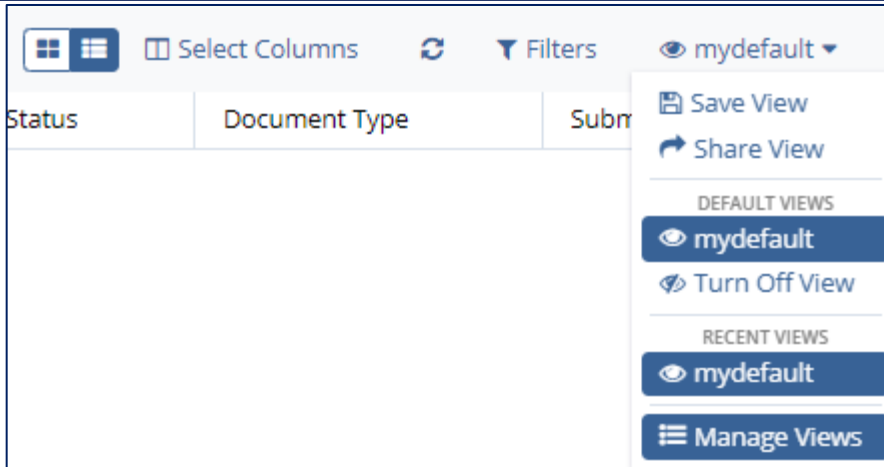 Select Columns Filters mydefault
Status Document Type Subm
Save View
Share View
DEFAULT VIEWS
mydefault
Turn Off View
RECENT VIEWS
mydefault
Manage Views